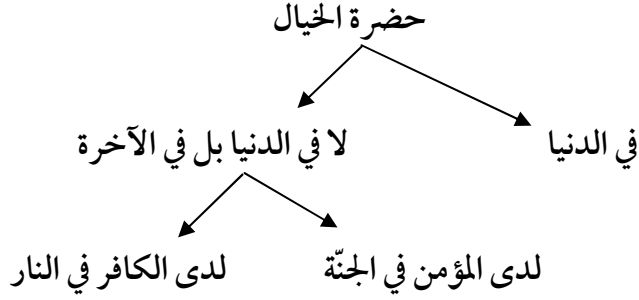 حضرة الخيال
في الدنيا
لا في الدنيا بل في الآخرة
لدى المؤمن في الجنّة
لدى الكافر في النار